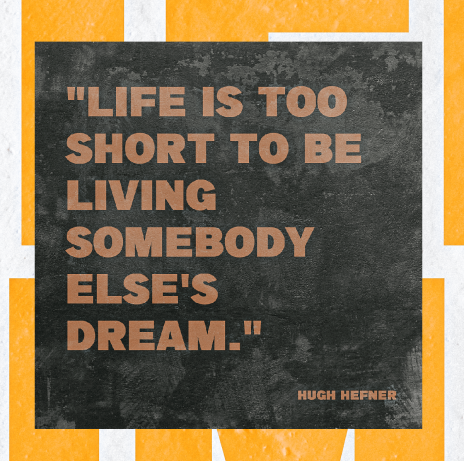 "LIFE IS TOO
SHORT TO BE
LIVING
SOMEBODY
ELSE'S
DREAM."
HUGH HEFNER